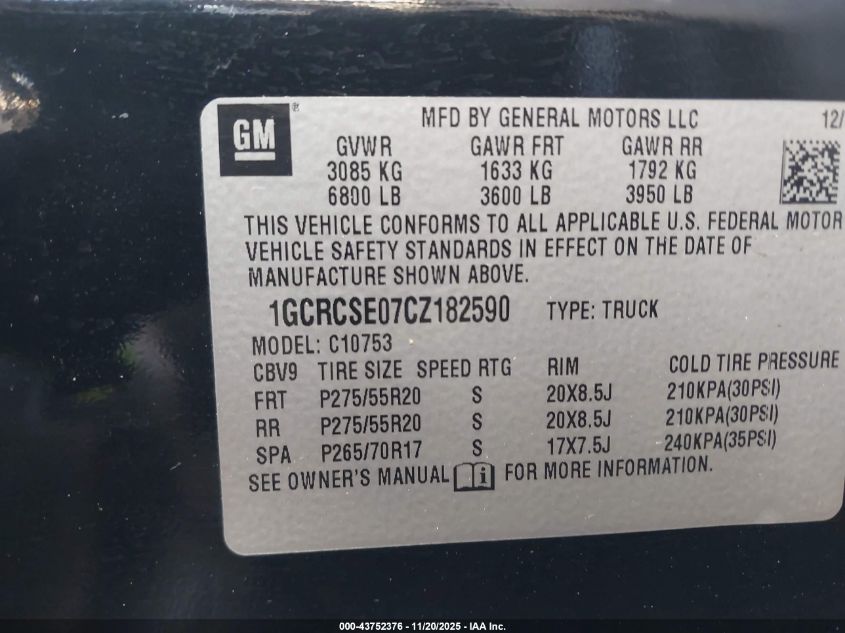 GM ® MFD BY GENERAL MOTORS LLC 12/
GVWR GAWR FRT GAWR RR
3085 KG 1633 KG 1792 KG
6800 LB 3600 LB 3950 LB
THIS VEHICLE CONFORMS TO ALL APPLICABLE U.S. FEDERAL MOTOR
VEHICLE SAFETY STANDARDS IN EFFECT ON THE DATE OF
MANUFACTURE SHOWN ABOVE.
1GCRCSE07CZ182590 TYPE: TRUCK
MODEL: C10753
CBV9 TIRE SIZE SPEED RTG RIM COLD TIRE PRESSURE
FRT P275/55R20 S 20X8.5J 210KPA(30PSI)
RR P275/55R20 S 20X8.5J 210KPA(30PSI)
SPA P265/70R17 S 17X7.5J 240KPA(35PSI)
SEE OWNER'S MANUAL i FOR MORE INFORMATION.
000-43752376 - 11/20/2025 - IAA Inc.